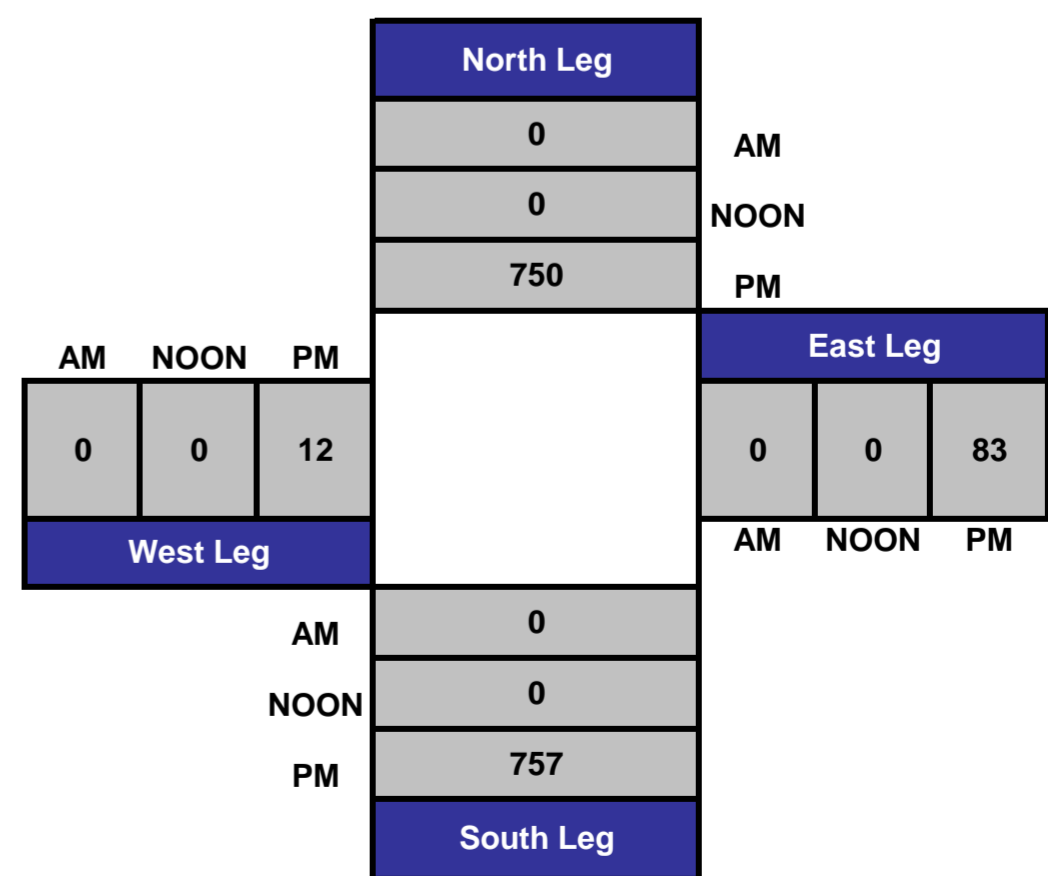 North Leg
0 AM
0 NOON
750 PM
AM NOON PM East Leg
0 0 12 0 0 83
West Leg AM NOON PM
AM 0
NOON 0
PM 757
South Leg